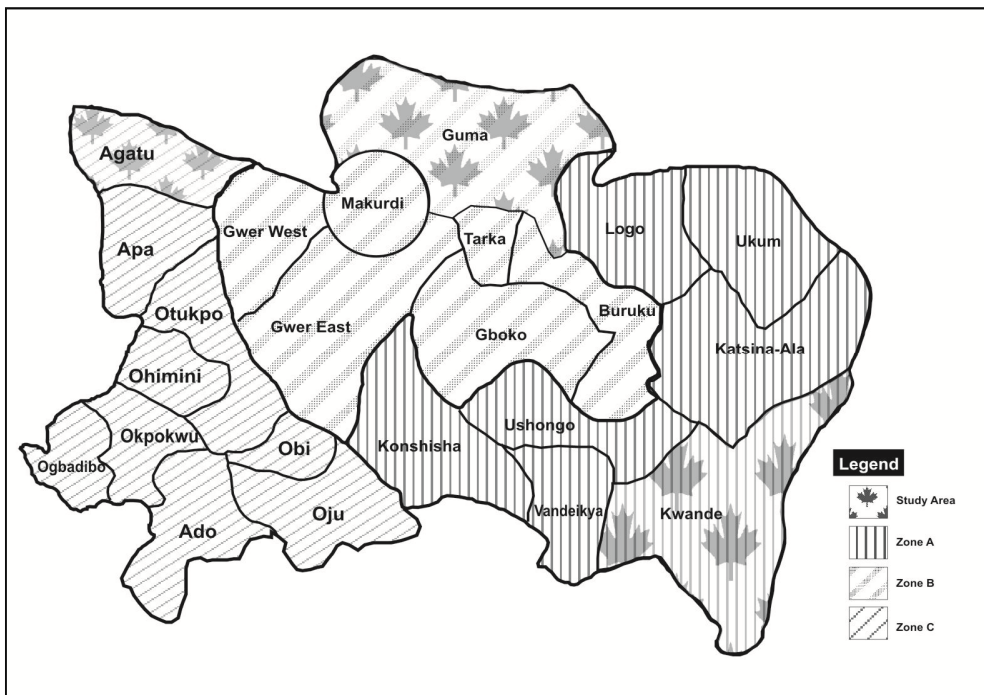 Agatu
Guma
Makurdi
Apa
Gwer West
Tarka
Logo
Ukum
Otukpo
Gwer East
Buruku
Gboko
Katsina-Ala
Ohimini
Okpokwu
Ushongo
Obi
Konshisha
Ogbadibo
Vandeikya
Kwande
Oju
Ado
Legend
Study Area
Zone A
Zone B
Zone C